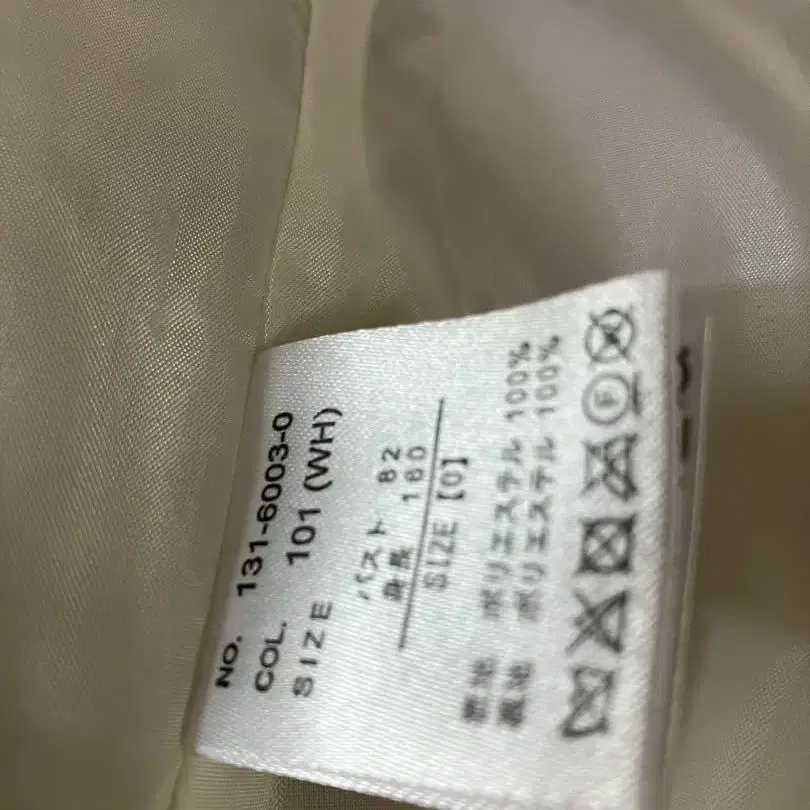 NO. 131-6003-0
COL. 101 (WH)
SIZE
バスト 82
身長 160
SIZE【0】
表地 ポリエステル 100%
裏地 ポリエステル 100%
F